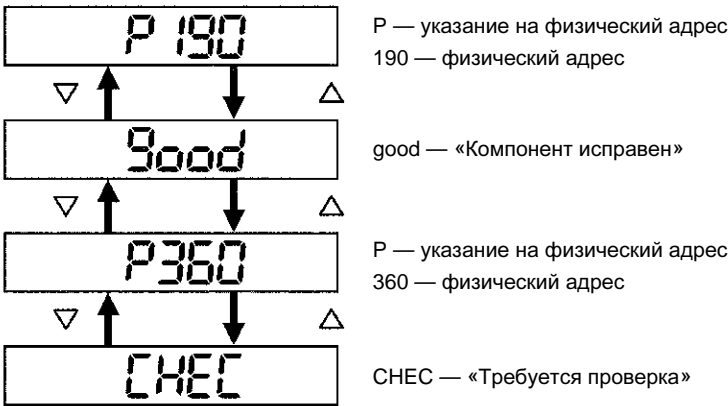 P 190
P — указание на физический адрес
190 — физический адрес
good
good — «Компонент исправен»
P360
P — указание на физический адрес
360 — физический адрес
CHEC
CHEC — «Требуется проверка»